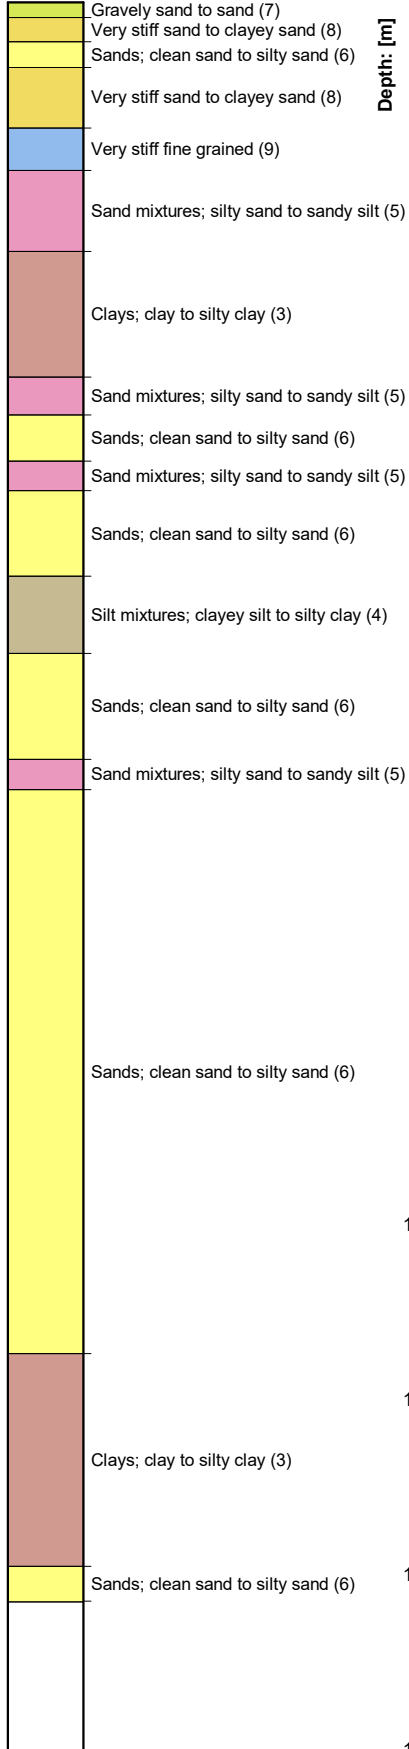 Gravely sand to sand (7)
Very stiff sand to clayey sand (8)
Sands; clean sand to silty sand (6)
Very stiff sand to clayey sand (8)
Depth: [m]
Very stiff fine grained (9)
Sand mixtures; silty sand to sandy silt (5)
Clays; clay to silty clay (3)
Sand mixtures; silty sand to sandy silt (5)
Sands; clean sand to silty sand (6)
Sand mixtures; silty sand to sandy silt (5)
Sands; clean sand to silty sand (6)
Silt mixtures; clayey silt to silty clay (4)
Sands; clean sand to silty sand (6)
Sand mixtures; silty sand to sandy silt (5)
Sands; clean sand to silty sand (6)
Clays; clay to silty clay (3)
Sands; clean sand to silty sand (6)